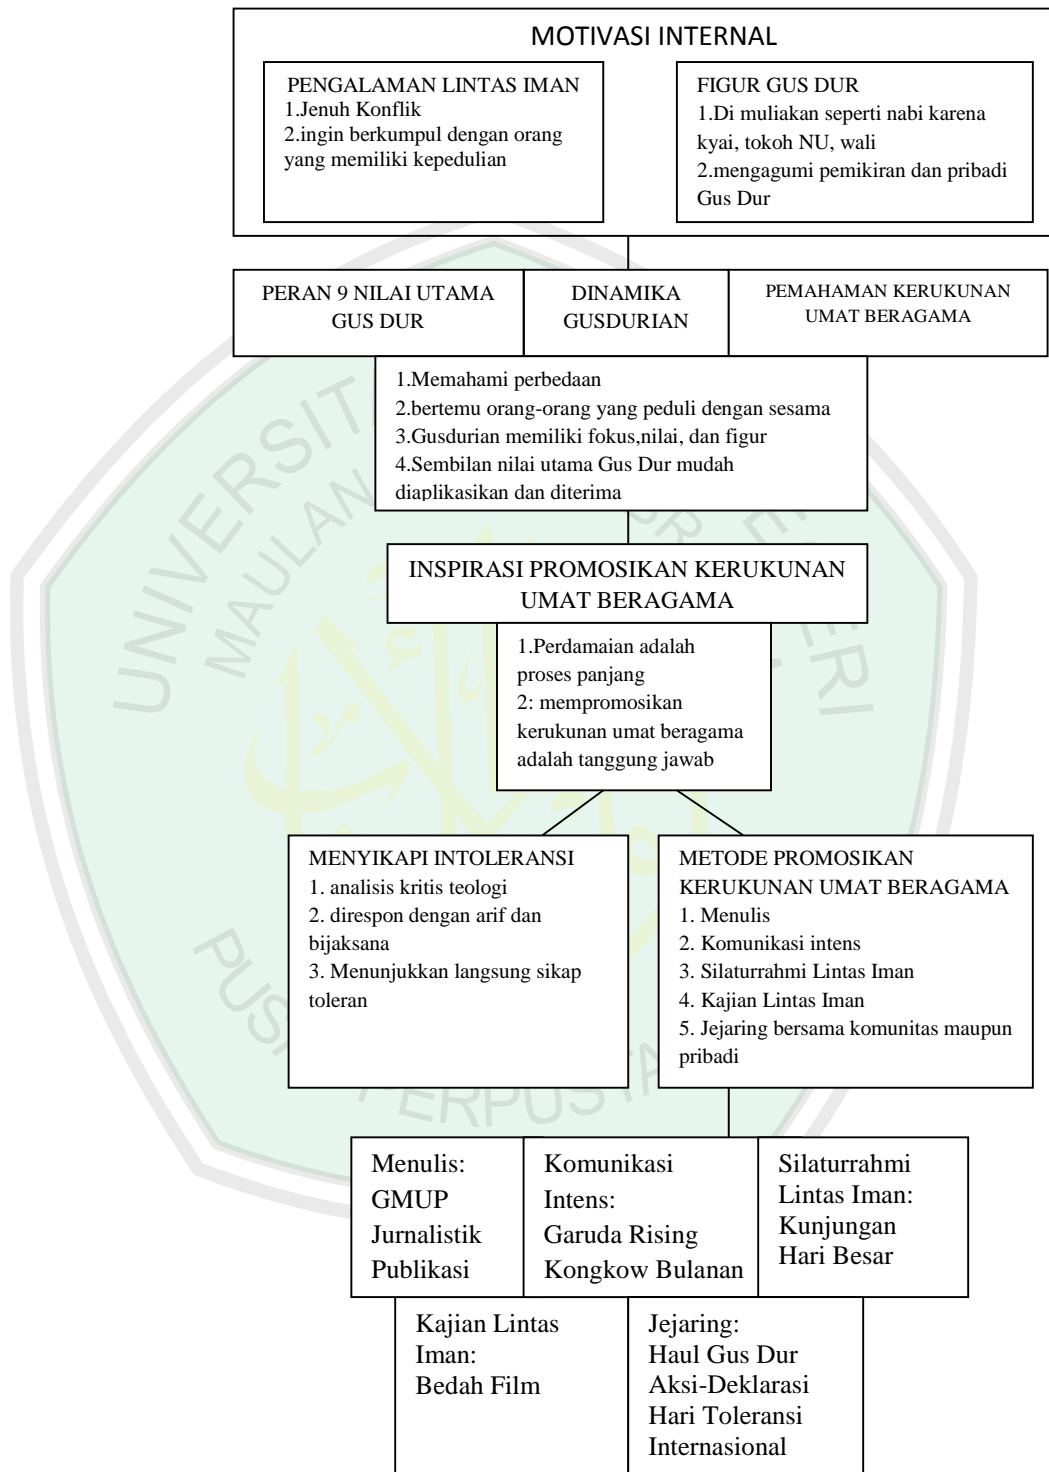 MOTIVASI INTERNAL
PENGALAMAN LINTAS IMAN
1.Jenuh Konflik
2.ingin berkumpul dengan orang
yang memiliki kepedulian
FIGUR GUS DUR
1.Di muliakan seperti nabi karena
kyai, tokoh NU, wali
2.mengagumi pemikiran dan pribadi
Gus Dur
PERAN 9 NILAI UTAMA
GUS DUR
DINAMIKA
GUSDURIAN
PEMAHAMAN KERUKUNAN
UMAT BERAGAMA
1.Memahami perbedaan
2.bertemu orang-orang yang peduli dengan sesama
3.Gusdurian memiliki fokus,nilai, dan figur
4.Sembilan nilai utama Gus Dur mudah
diaplikasikan dan diterima
INSPIRASI PROMOSIKAN KERUKUNAN
UMAT BERAGAMA
1.Perdamaian adalah
proses panjang
2: mempromosikan
kerukunan umat beragama
adalah tanggung jawab
MENYIKAPI INTOLERANSI
1. analisis kritis teologi
2. direspon dengan arif dan
bijaksana
3. Menunjukkan langsung sikap
toleran
METODE PROMOSIKAN
KERUKUNAN UMAT BERAGAMA
1. Menulis
2. Komunikasi intens
3. Silaturrahmi Lintas Iman
4. Kajian Lintas Iman
5. Jejaring bersama komunitas maupun
pribadi
Menulis:
GMUP
Jurnalistik
Publikasi
Komunikasi
Intens:
Garuda Rising
Kongkow Bulanan
Silaturrahmi
Lintas Iman:
Kunjungan
Hari Besar
Kajian Lintas
Iman:
Bedah Film
Jejaring:
Haul Gus Dur
Aksi-Deklarasi
Hari Toleransi
Internasional